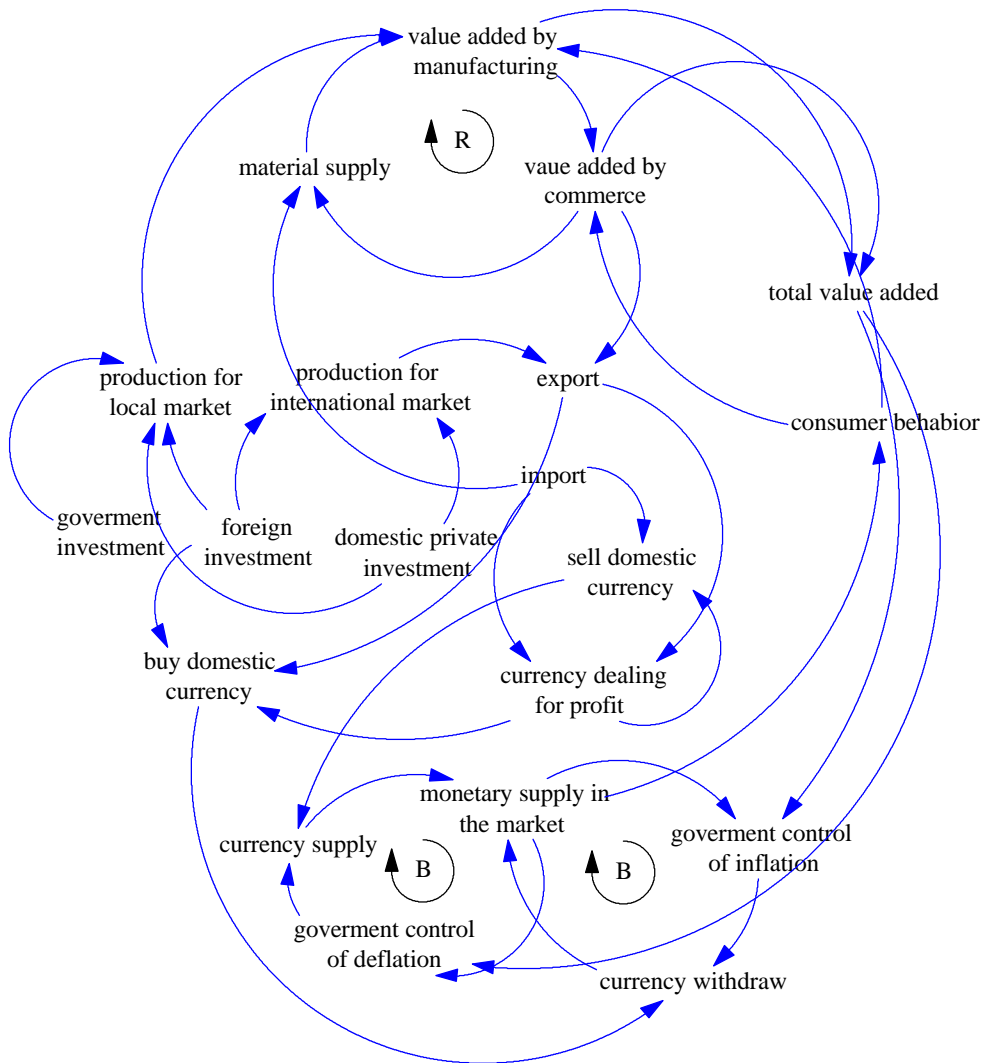 value added by
manufacturing
R
material supply
vaue added by
commerce
total value added
production for
local market
production for
international market
export
consumer behabior
import
goverment
investment
foreign
investment
domestic private
investment
sell domestic
currency
buy domestic
currency
currency dealing
for profit
monetary supply in
the market
currency supply
goverment control
of inflation
B
B
goverment control
of deflation
currency withdraw